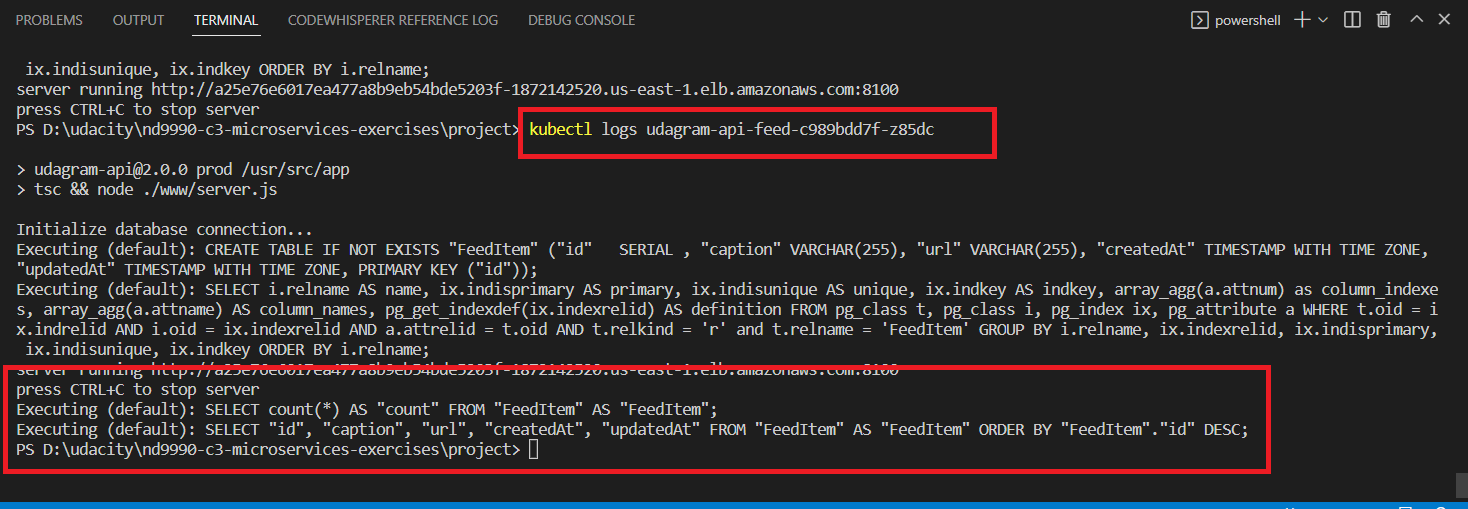 PROBLEMS OUTPUT TERMINAL CODEWHISPERER REFERENCE LOG DEBUG CONSOLE powershell
ix.indisunique, ix.indkey ORDER BY i.relname;
server running http://a25e76e6017ea477a8b9eb54bde5203f-1872142520.us-east-1.elb.amazonaws.com:8100
press CTRL+C to stop server
PS D:\udacity\nd9990-c3-microservices-exercises\project> kubectl logs udagram-api-feed-c989bdd7f-z85dc
> udagram-api@2.0.0 prod /usr/src/app
> tsc && node ./www/server.js
Initialize database connection...
Executing (default): CREATE TABLE IF NOT EXISTS "FeedItem" ("id"   SERIAL , "caption" VARCHAR(255), "url" VARCHAR(255), "createdAt" TIMESTAMP WITH TIME ZONE,
"updatedAt" TIMESTAMP WITH TIME ZONE, PRIMARY KEY ("id"));
Executing (default): SELECT i.relname AS name, ix.indisprimary AS primary, ix.indisunique AS unique, ix.indkey AS indkey, array_agg(a.attnum) as column_indexe
s, array_agg(a.attname) AS column_names, pg_get_indexdef(ix.indexrelid) AS definition FROM pg_class t, pg_class i, pg_index ix, pg_attribute a WHERE t.oid = i
x.indrelid AND i.oid = ix.indexrelid AND a.attrelid = t.oid AND t.relkind = 'r' and t.relname = 'FeedItem' GROUP BY i.relname, ix.indexrelid, ix.indisprimary,
ix.indisunique, ix.indkey ORDER BY i.relname;
server running http://a25e76e6017ea477a8b9eb54bde5203f-1872142520.us-east-1.elb.amazonaws.com:8100
press CTRL+C to stop server
Executing (default): SELECT count(*) AS "count" FROM "FeedItem" AS "FeedItem";
Executing (default): SELECT "id", "caption", "url", "createdAt", "updatedAt" FROM "FeedItem" AS "FeedItem" ORDER BY "FeedItem"."id" DESC;
PS D:\udacity\nd9990-c3-microservices-exercises\project>